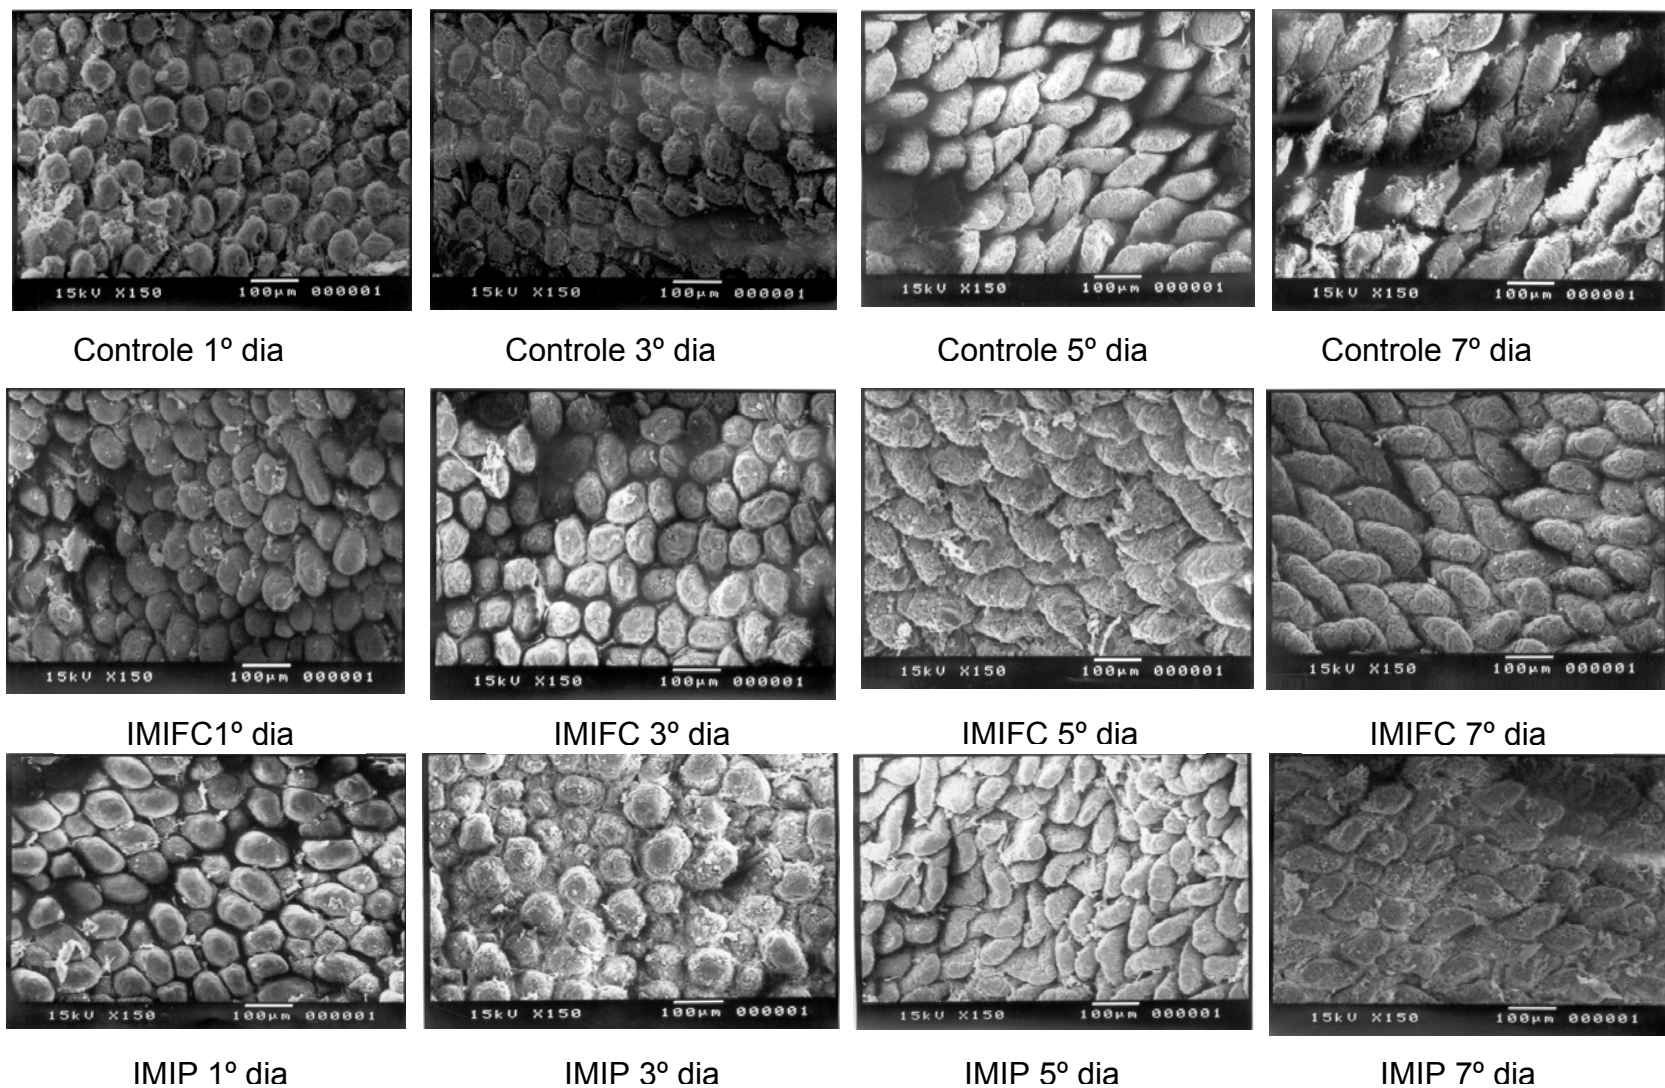 15kV X150 100µm 000001
15kV X150 100µm 000001
15kV X150 100µm 000001
15kV X150 100µm 000001
Controle 1º dia
Controle 3º dia
Controle 5º dia
Controle 7º dia
15kV X150 100µm 000001
15kV X150 100µm 000001
15kV X150 100µm 000001
15kV X150 100µm 000001
IMIFC1º dia
IMIFC 3º dia
IMIFC 5º dia
IMIFC 7º dia
15kV X150 100µm 000001
15kV X150 100µm 000001
15kV X150 100µm 000001
15kV X150 100µm 000001
IMIP 1º dia
IMIP 3º dia
IMIP 5º dia
IMIP 7º dia